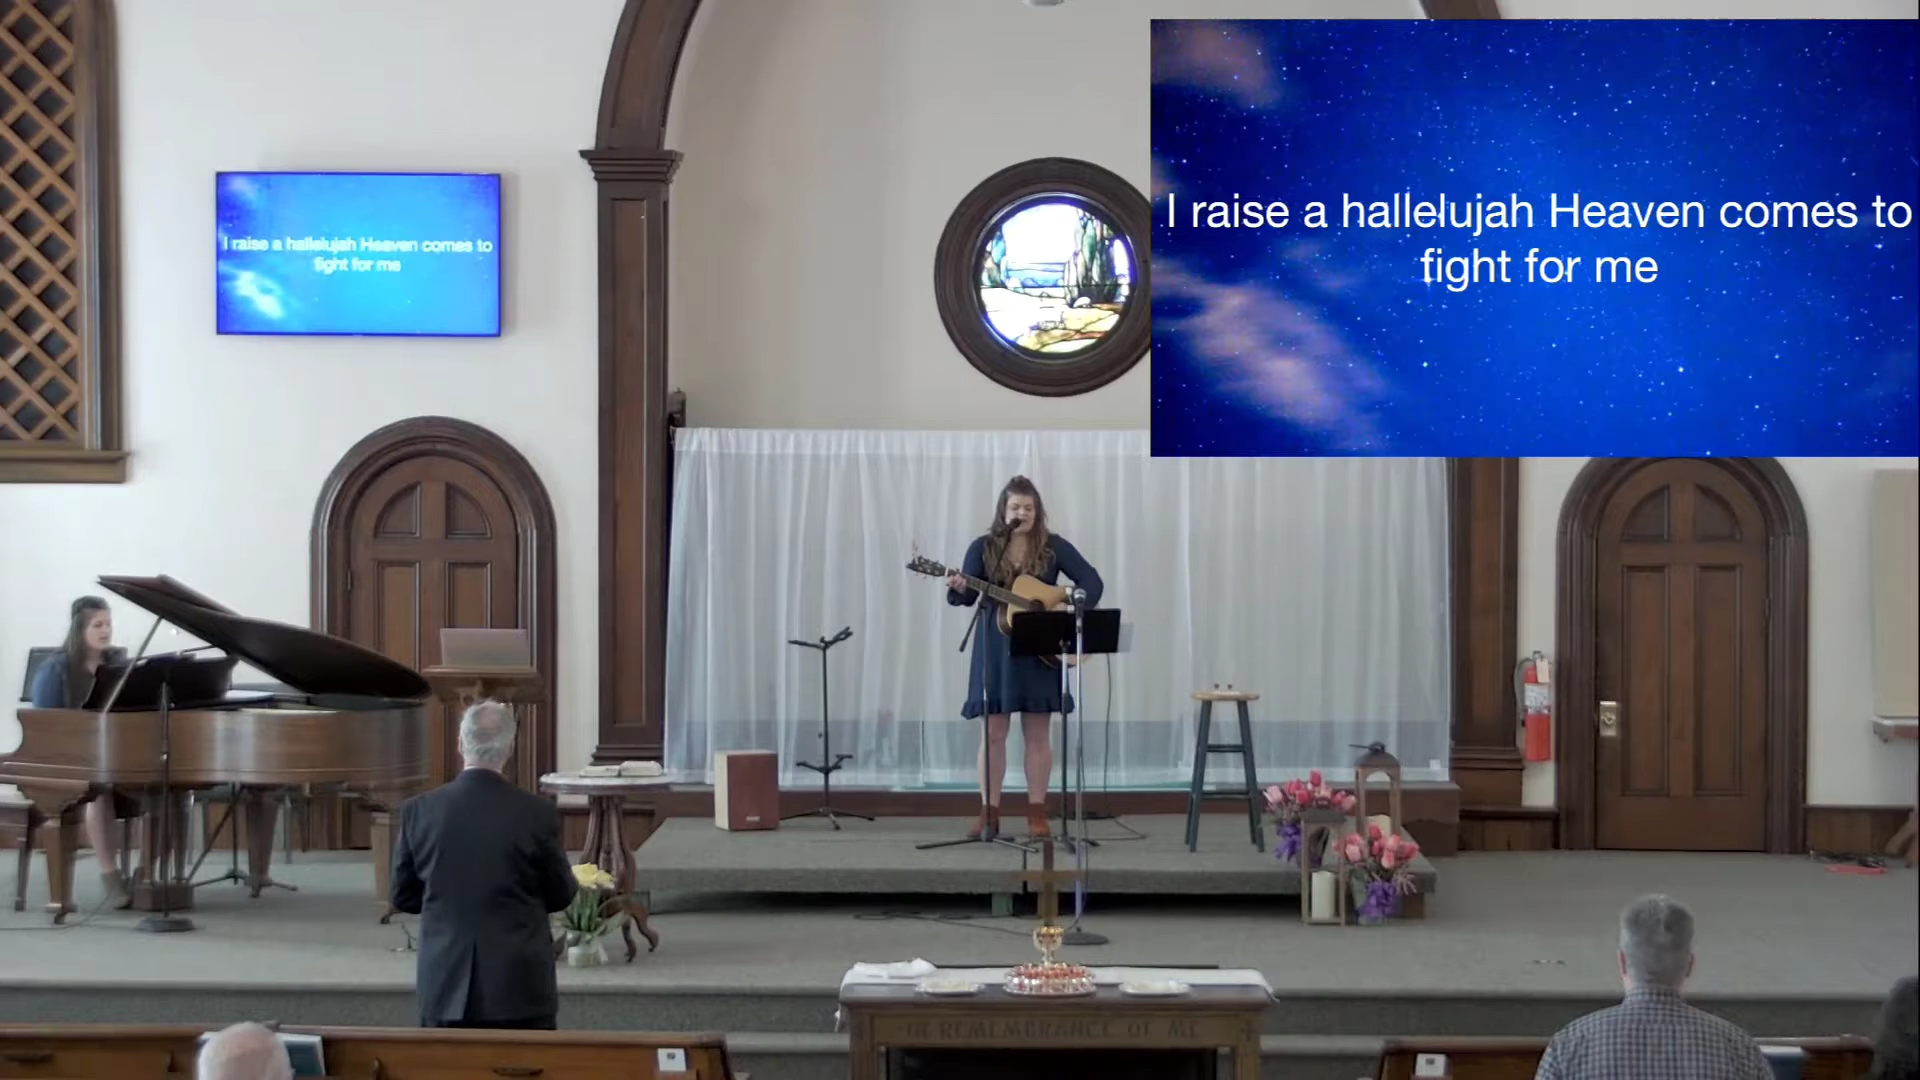 I raise a hallelujah Heaven comes to
fight for me
I raise a hallelujah Heaven comes to
fight for me
IN REMEMBRANCE OF ME